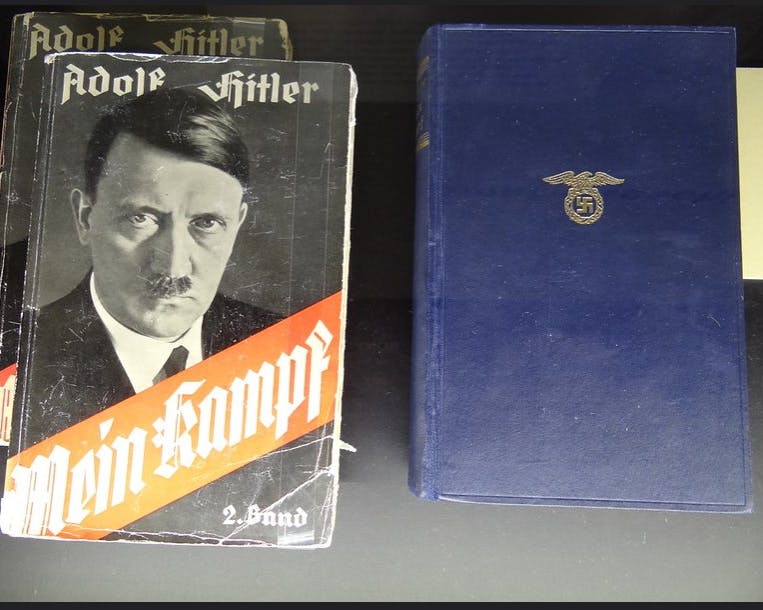 Adolf Hitler
Adolf Hitler
Mein Kampf
2. Band